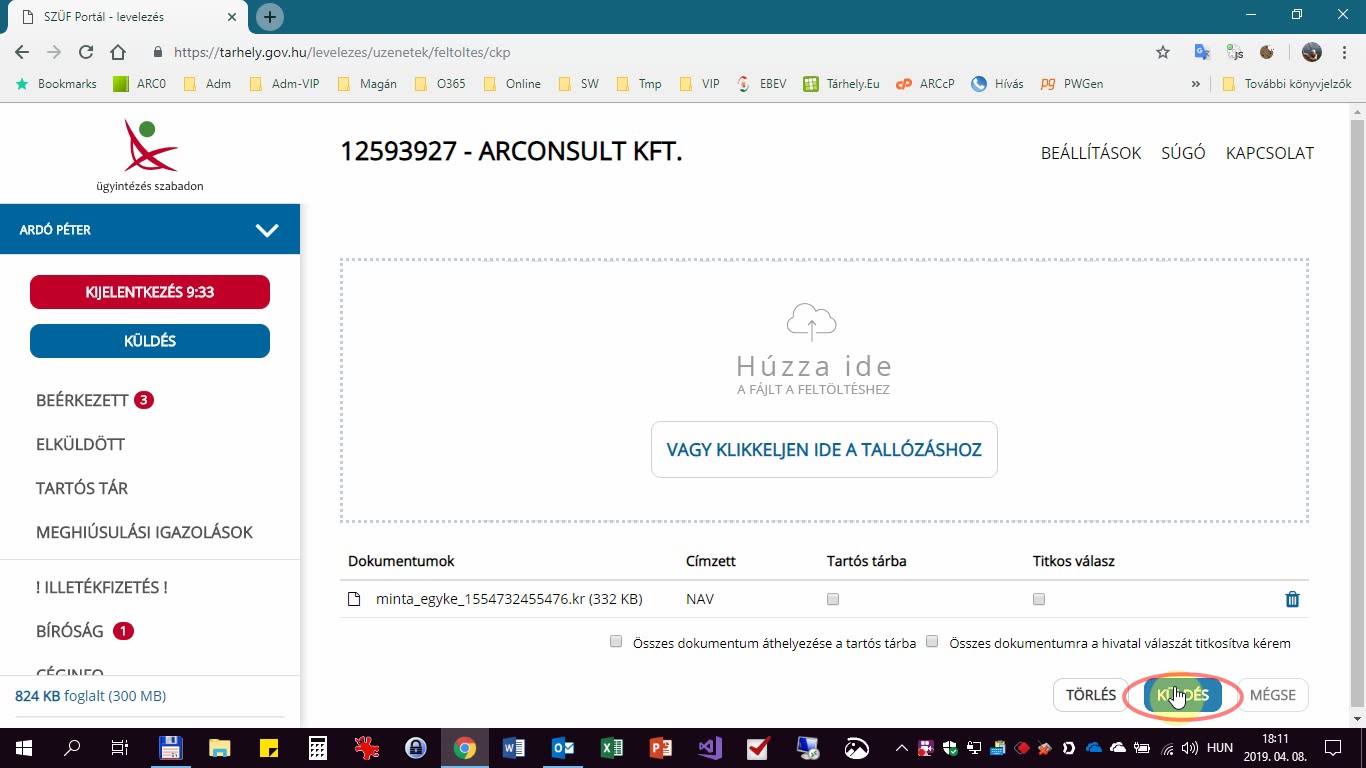 SZÜF Portál - levelezés
https://tarhely.gov.hu/levelezes/uzenetek/feltoltes/ckp
Bookmarks ARC0 Adm Adm-VIP Magán O365 Online SW Tmp VIP EBEV Tárhely.Eu ARCcP Hívás PWGen » További könyvjelzők
ügyintézés szabadon
12593927 - ARCONSULT KFT.
BEÁLLÍTÁSOK SÚGÓ KAPCSOLAT
ARDÓ PÉTER
KIJELENTKEZÉS 9:33
KÜLDÉS
BEÉRKEZETT 3
ELKÜLDÖTT
TARTÓS TÁR
MEGHIÚSULÁSI IGAZOLÁSOK
! ILLETÉKFIZETÉS !
BÍRÓSÁG 1
CÉGINFO
824 KB foglalt (300 MB)
Húzza ide
A FÁJLT A FELTÖLTÉSHEZ
VAGY KLIKKELJEN IDE A TALLÓZÁSHOZ
Dokumentumok Címzett Tartós tárba Titkos válasz
minta_egyke_1554732455476.kr (332 KB) NAV
Összes dokumentum áthelyezése a tartós tárba Összes dokumentumra a hivatal válaszát titkosítva kérem
TÖRLÉS KÜLDÉS MÉGSE
HUN
18:11
2019. 04. 08.